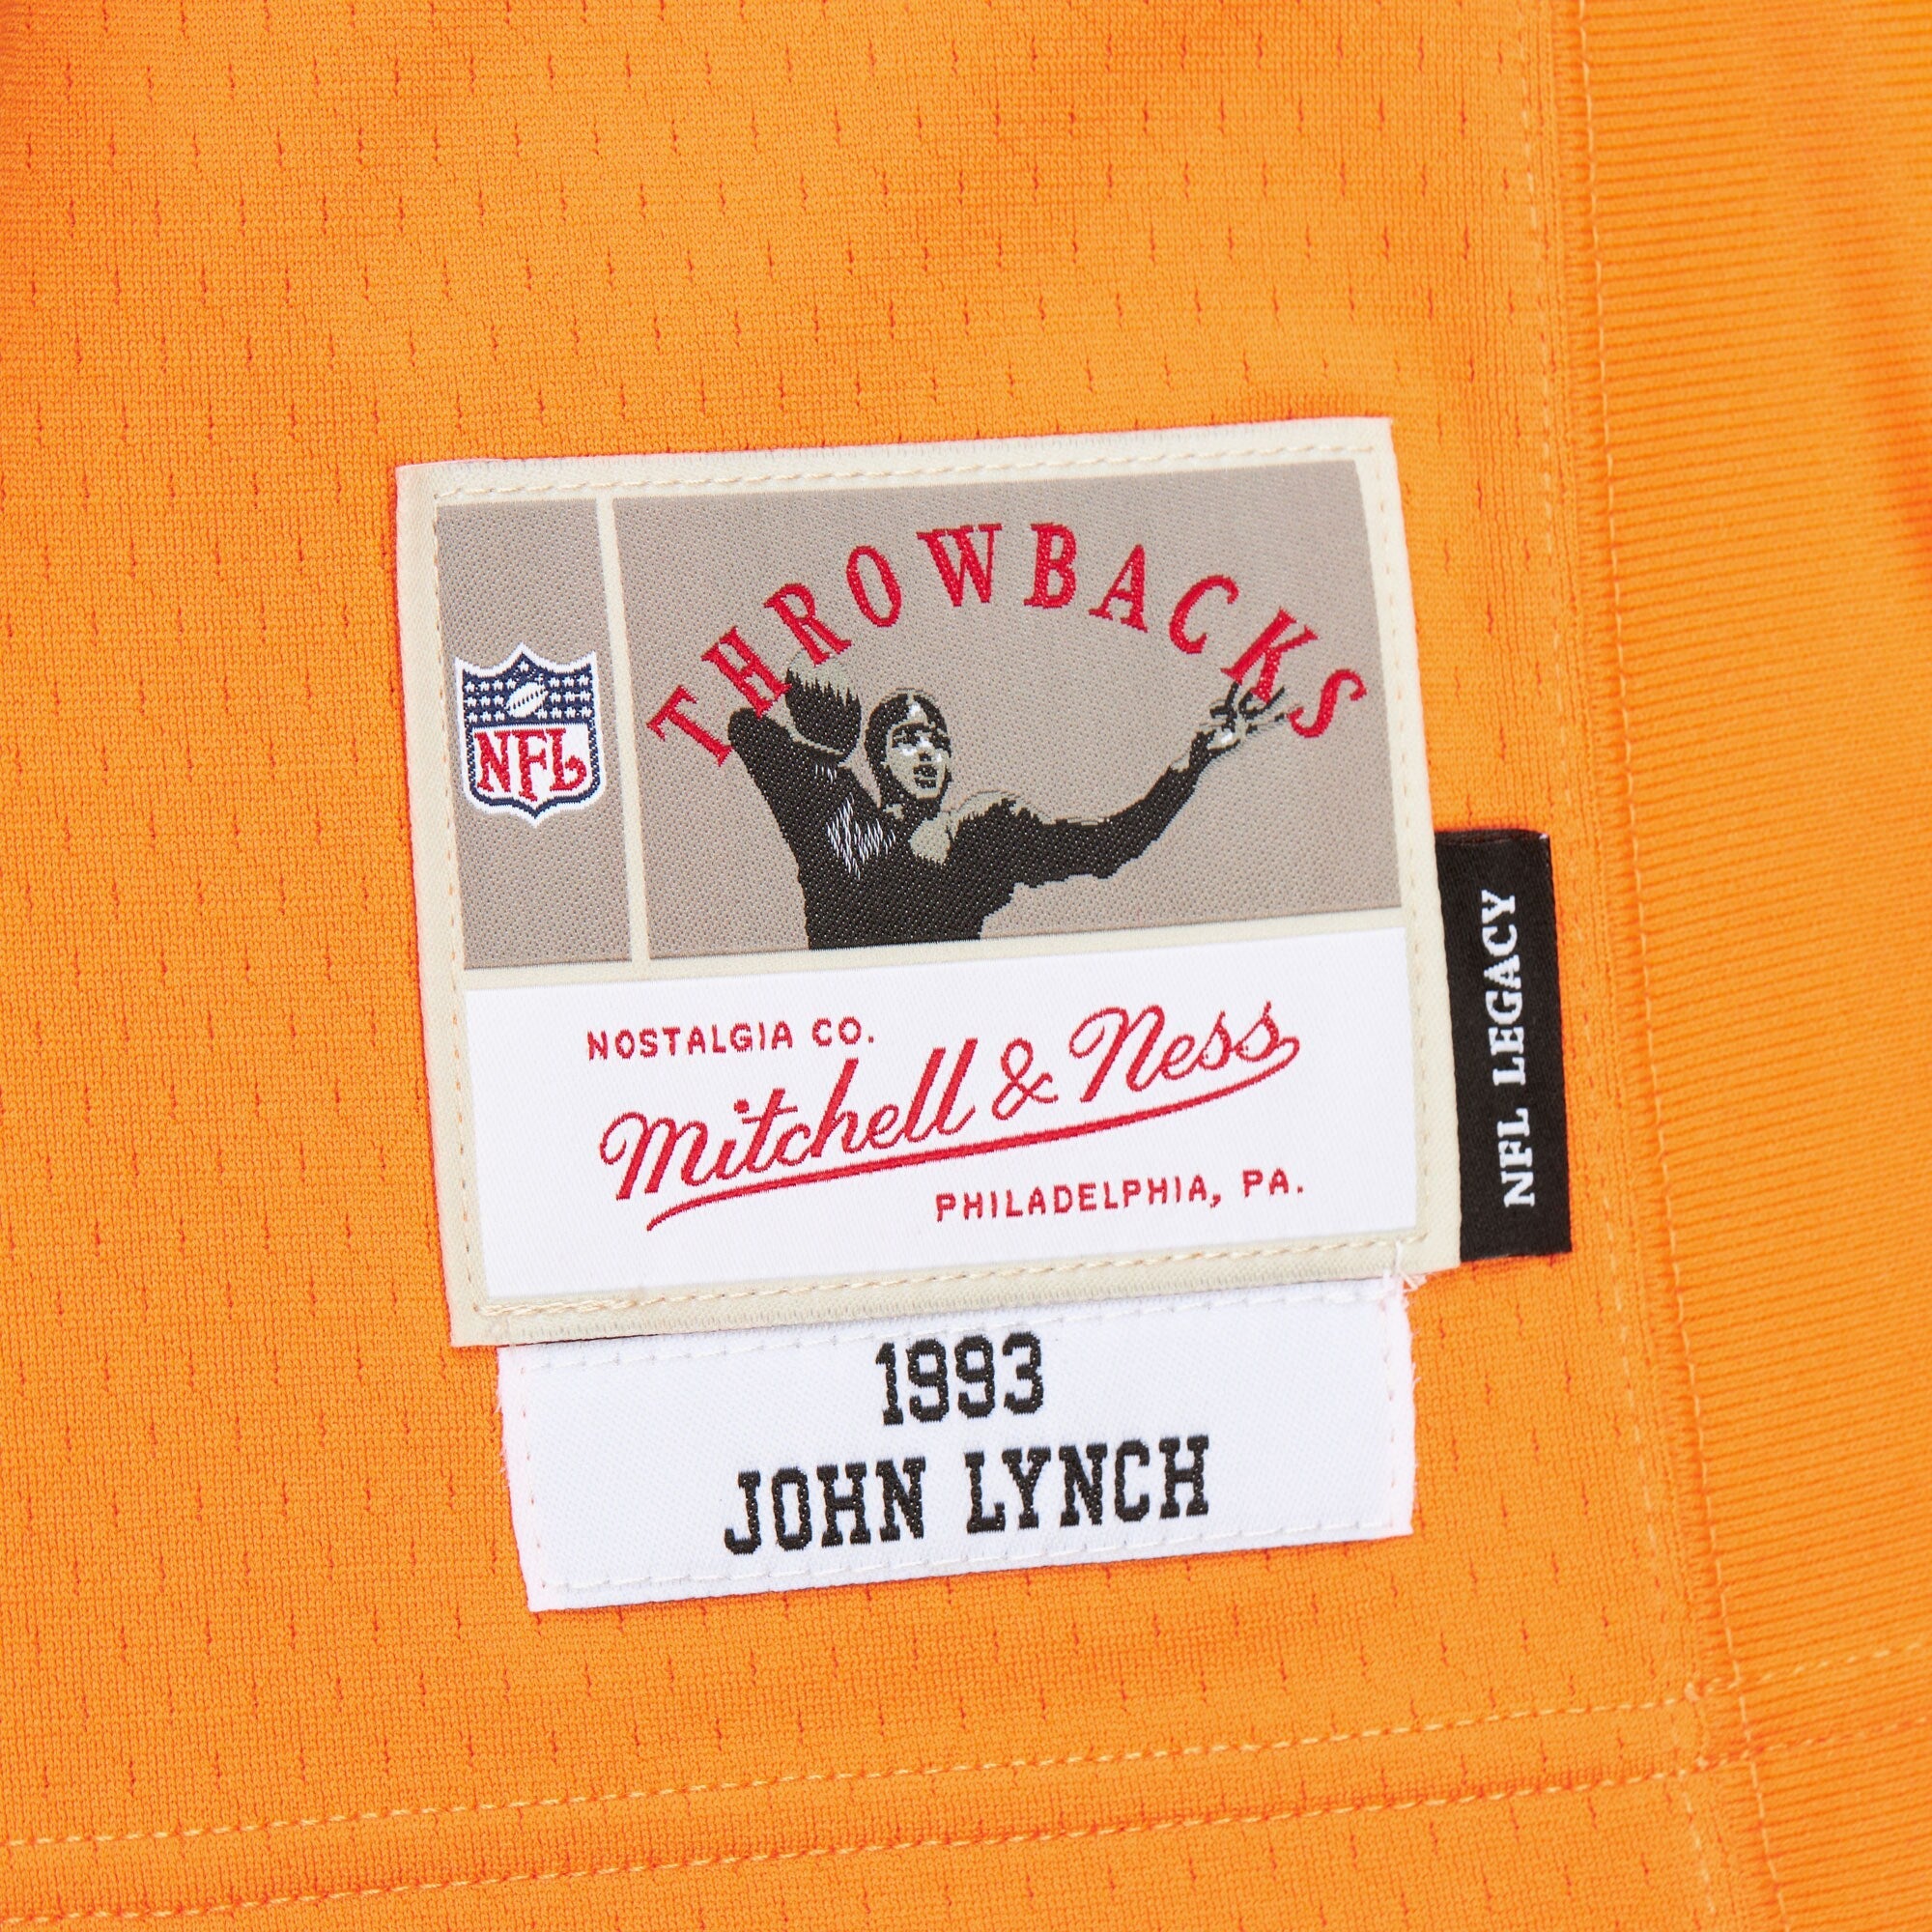 THROWBACKS
NFL
NOSTALGIA CO.
Mitchell & Ness
PHILADELPHIA, PA.
NFL LEGACY
1993
JOHN LYNCH